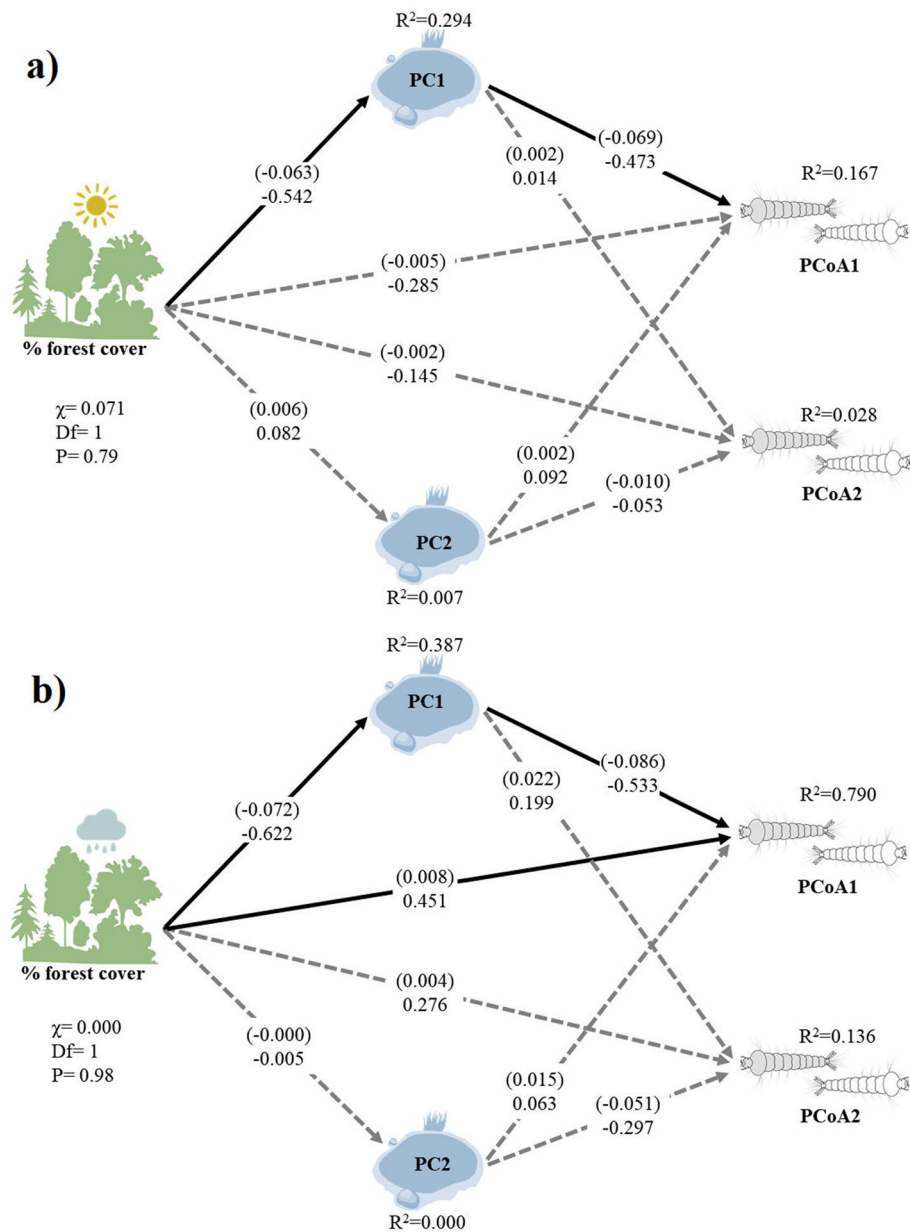 R²=0.294
a)
PC1
(-0.063)
-0.542
(-0.069)
-0.473
(0.002)
0.014
R²=0.167
PCoA1
(-0.005)
-0.285
% forest cover
(-0.002)
-0.145
χ= 0.071
Df= 1
P= 0.79
(0.006)
0.082
(0.002)
0.092
(-0.010)
-0.053
R²=0.028
PCoA2
PC2
R²=0.007
R²=0.387
b)
PC1
(-0.072)
-0.622
(-0.086)
-0.533
(0.022)
0.199
R²=0.790
PCoA1
(0.008)
0.451
% forest cover
(0.004)
0.276
χ= 0.000
Df= 1
P= 0.98
(-0.000)
-0.005
(0.015)
0.063
(-0.051)
-0.297
R²=0.136
PCoA2
PC2
R²=0.000